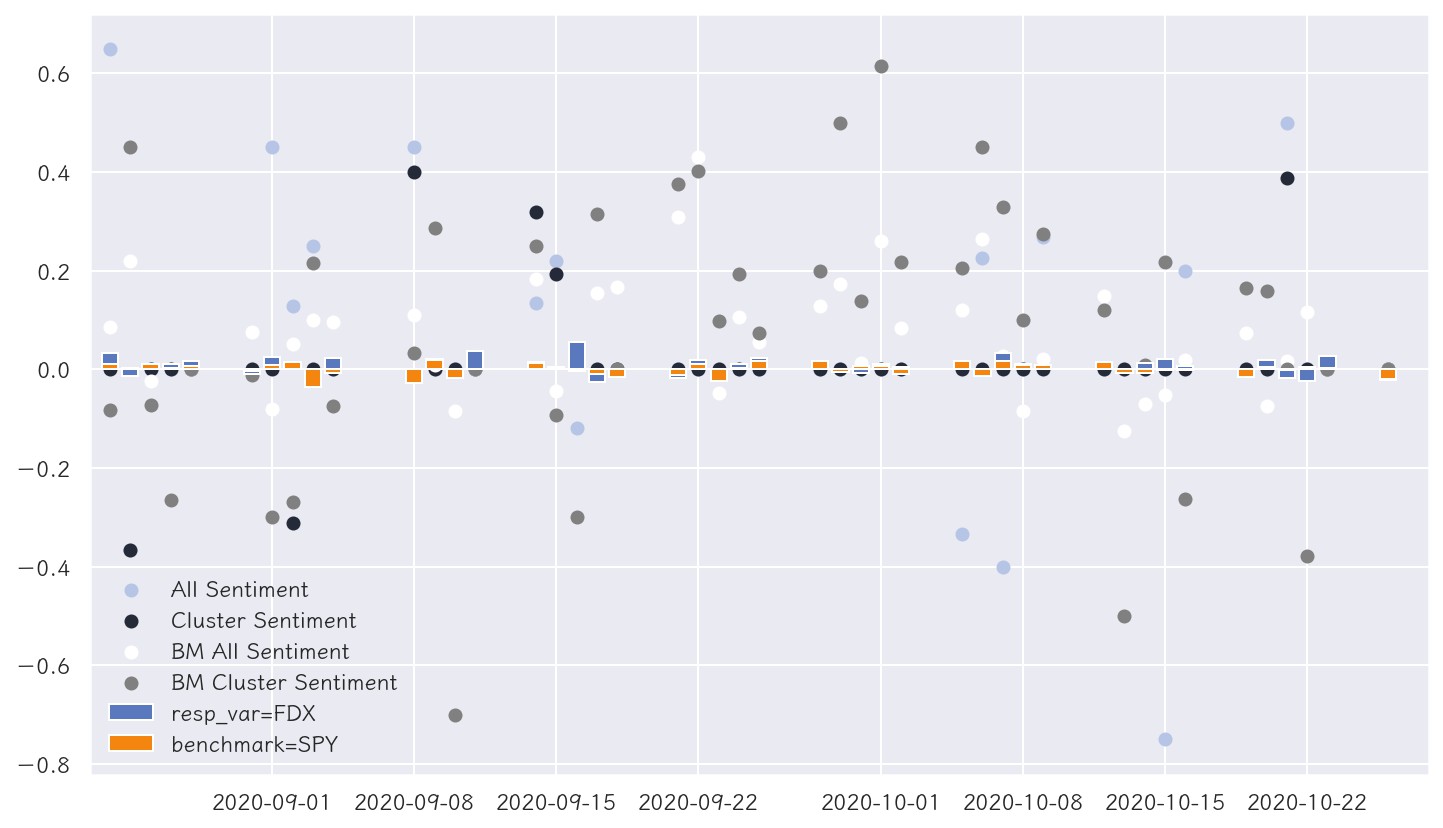 0.6
0.4
0.2
0.0
−0.2
−0.4
−0.6
−0.8
All Sentiment
Cluster Sentiment
BM All Sentiment
BM Cluster Sentiment
resp_var=FDX
benchmark=SPY
2020-09-01 2020-09-08 2020-09-15 2020-09-22 2020-10-01 2020-10-08 2020-10-15 2020-10-22